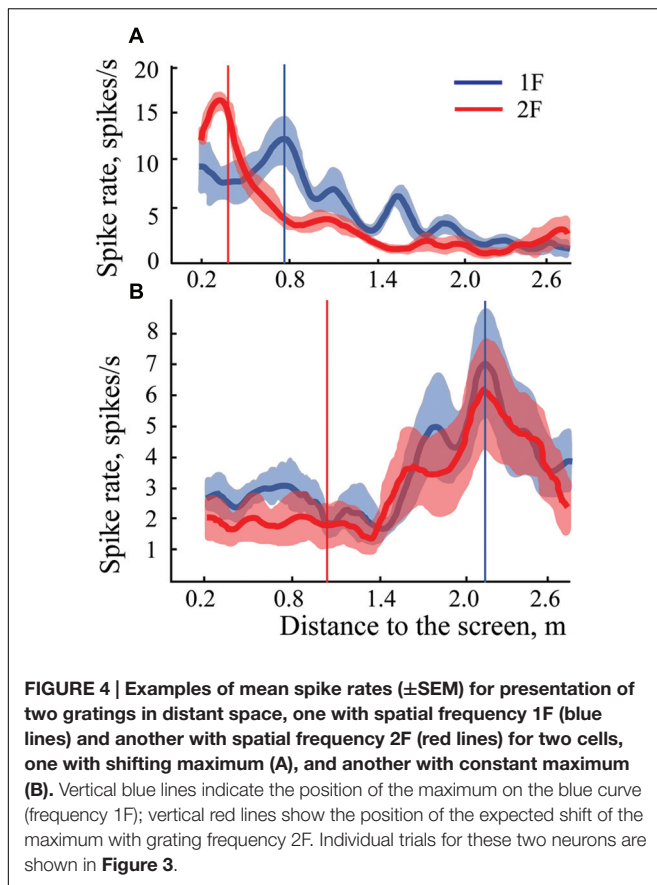 A
20
15
10
5
0
Spike rate, spikes/s
1F
2F
0.2 0.8 1.4 2.0 2.6
B
8
7
6
5
4
3
2
1
Spike rate, spikes/s
0.2 0.8 1.4 2.0 2.6
Distance to the screen, m
FIGURE 4 | Examples of mean spike rates (±SEM) for presentation of
two gratings in distant space, one with spatial frequency 1F (blue
lines) and another with spatial frequency 2F (red lines) for two cells,
one with shifting maximum (A), and another with constant maximum
(B). Vertical blue lines indicate the position of the maximum on the blue curve
(frequency 1F); vertical red lines show the position of the expected shift of the
maximum with grating frequency 2F. Individual trials for these two neurons are
shown in Figure 3.